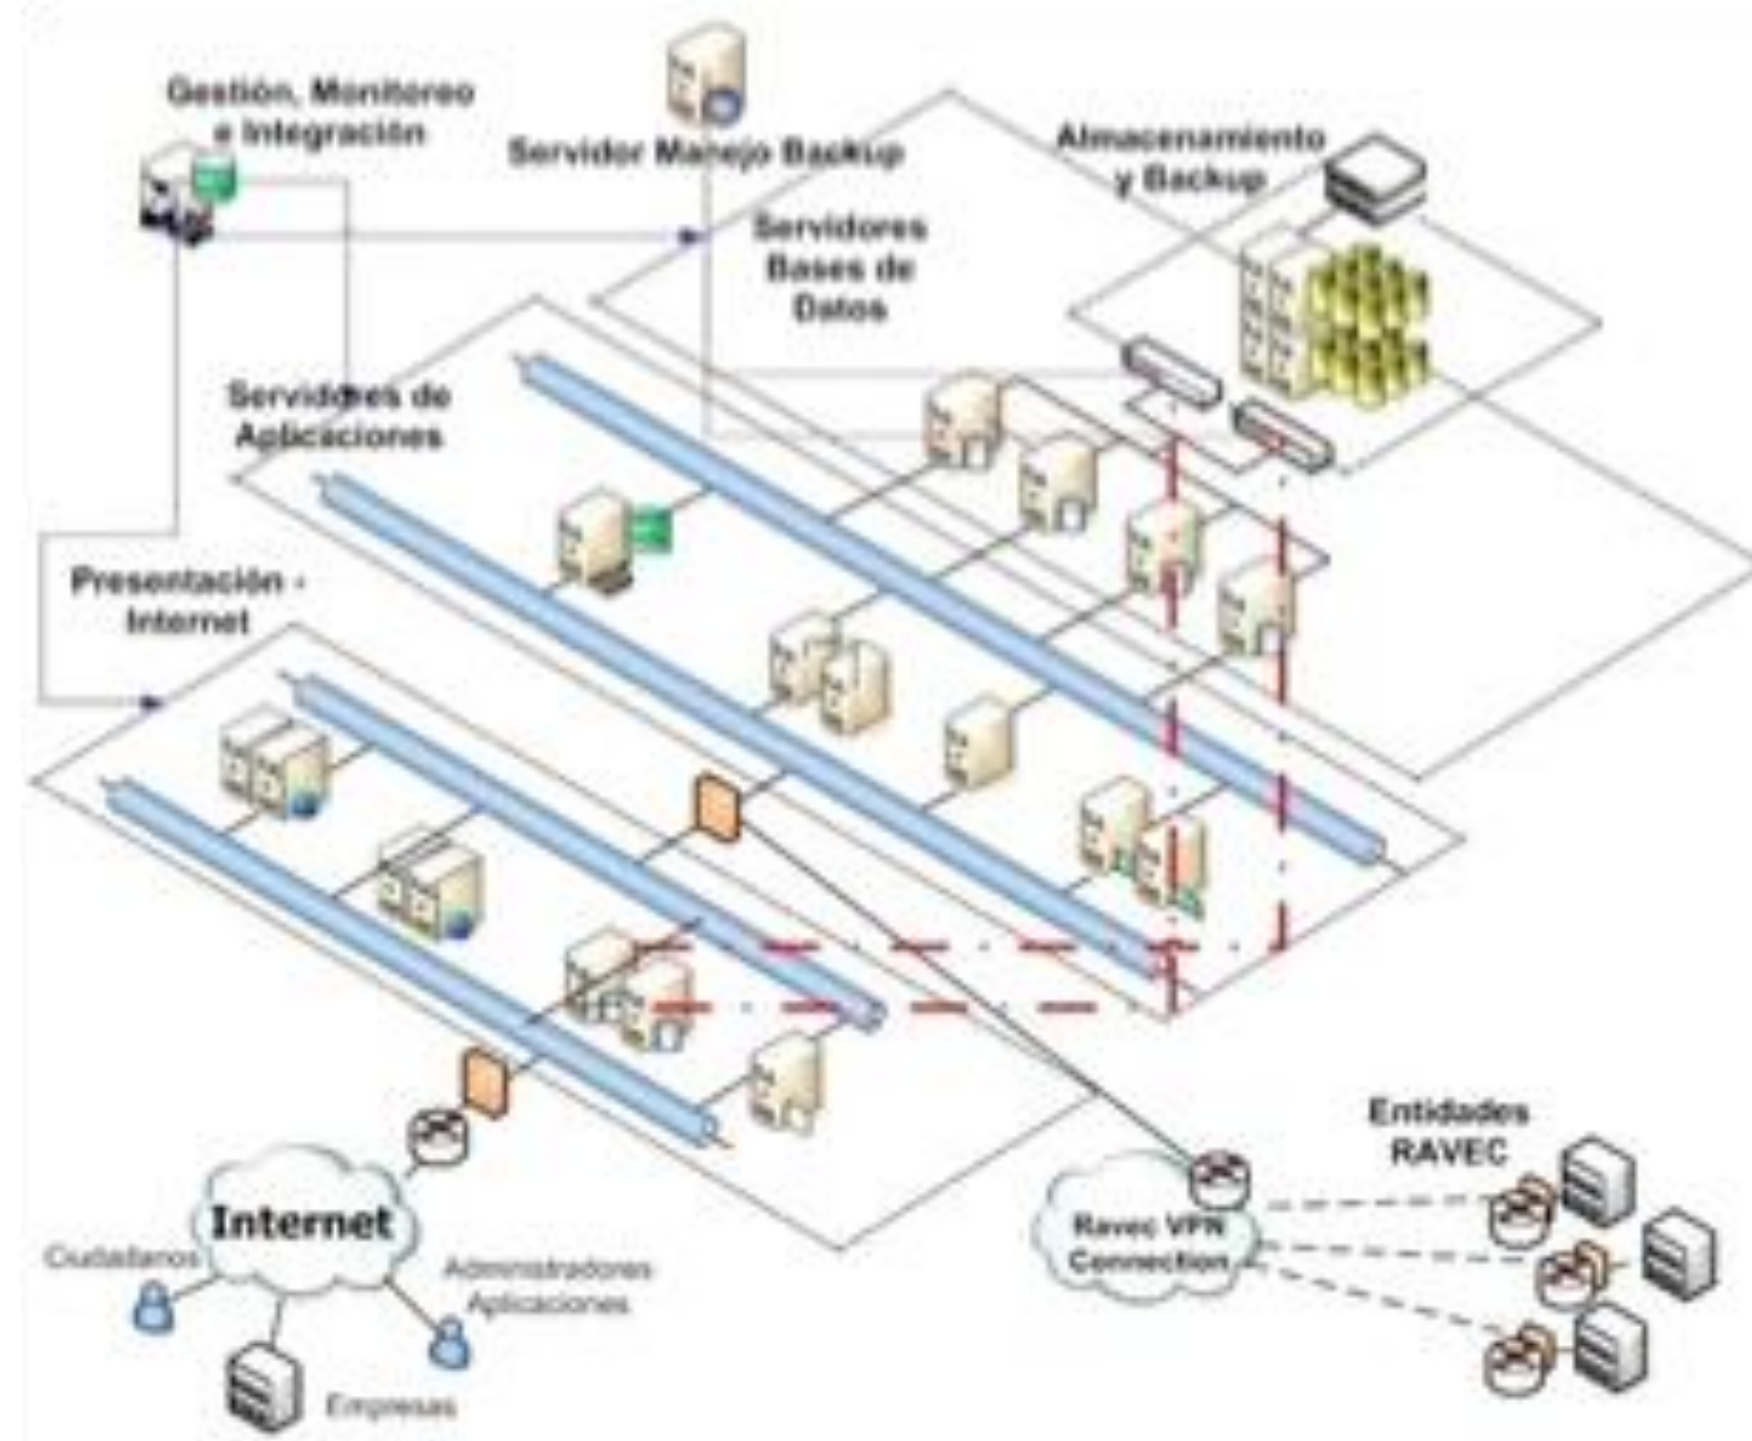 Gestión, Monitoreo
e Integración
Servidor Manejo Backup
Almacenamiento
y Backup
Servidores
Bases de
Datos
Servidores de
Aplicaciones
Presentación -
Internet
Entidades
RAVEC
Internet
Ravec VPN
Connection
Ciudadanos
Administradores
Aplicaciones
Empresas